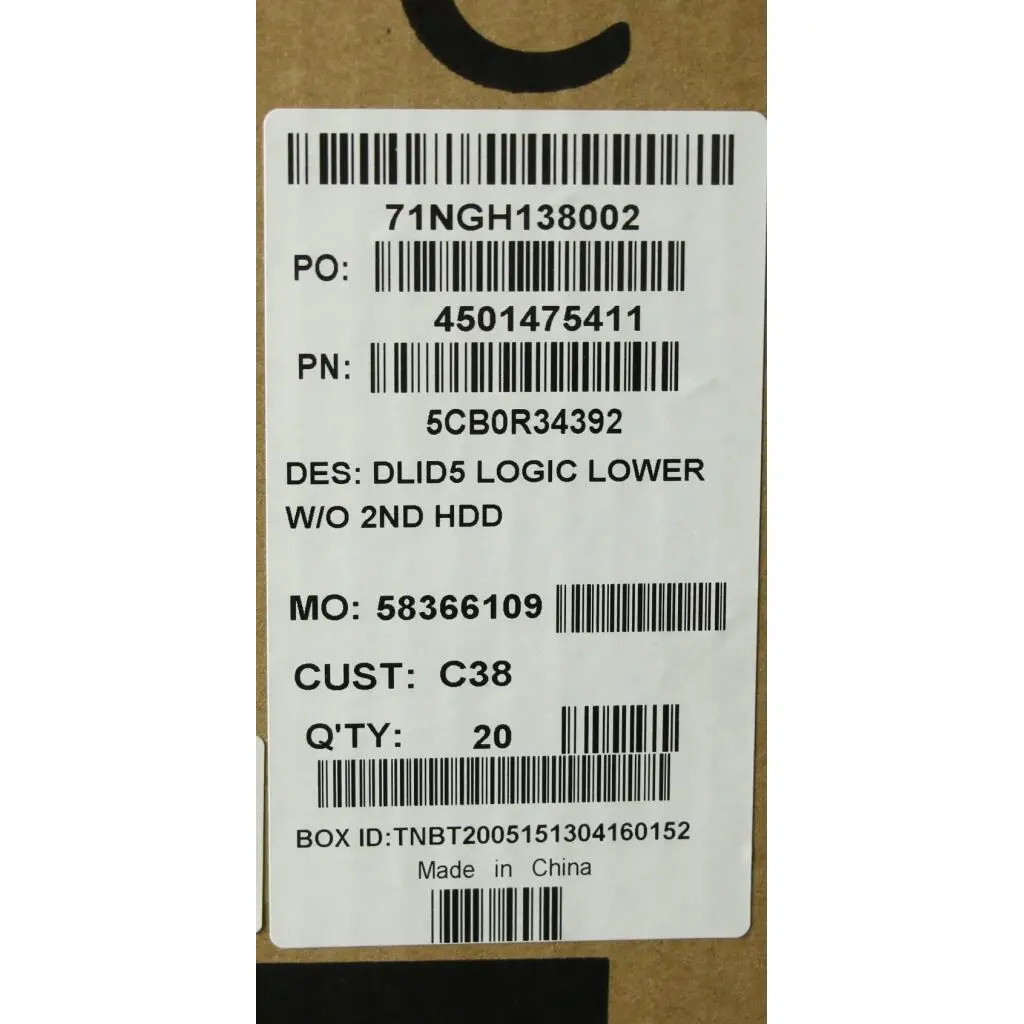 71NGH138002
PO:
4501475411
PN:
5CB0R34392
DES: DLID5 LOGIC LOWER
W/O 2ND HDD
MO: 58366109
CUST: C38
Q'TY: 20
BOX ID:TNBT2005151304160152
Made in China